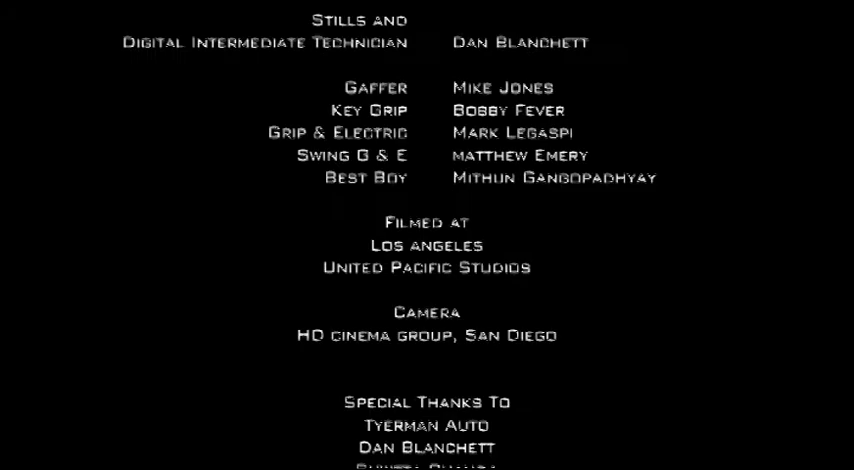 STILLS AND
DIGITAL INTERMEDIATE TECHNICIAN DAN BLANCHETT
GAFFER MIKE JONES
KEY GRIP BOBBY FEVER
GRIP & ELECTRIC MARK LEGASPI
SWING G & E MATTHEW EMERY
BEST BOY MITHUN GANGOPADHYAY
FILMED AT
LOS ANGELES
UNITED PACIFIC STUDIOS
CAMERA
HD CINEMA GROUP, SAN DIEGO
SPECIAL THANKS TO
TYERMAN AUTO
DAN BLANCHETT